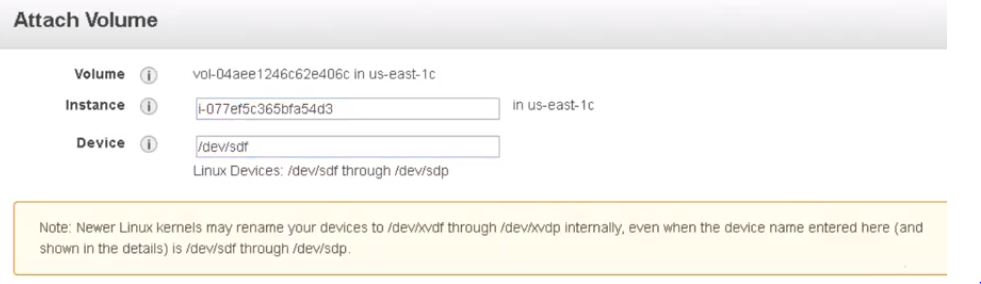 Attach Volume
Volume i vol-04aee1246c62e406c in us-east-1c
Instance i i-077ef5c365bfa54d3 in us-east-1c
Device i /dev/sdf
Linux Devices: /dev/sdf through /dev/sdp
Note: Newer Linux kernels may rename your devices to /dev/xvdf through /dev/xvdp internally, even when the device name entered here (and
shown in the details) is /dev/sdf through /dev/sdp.